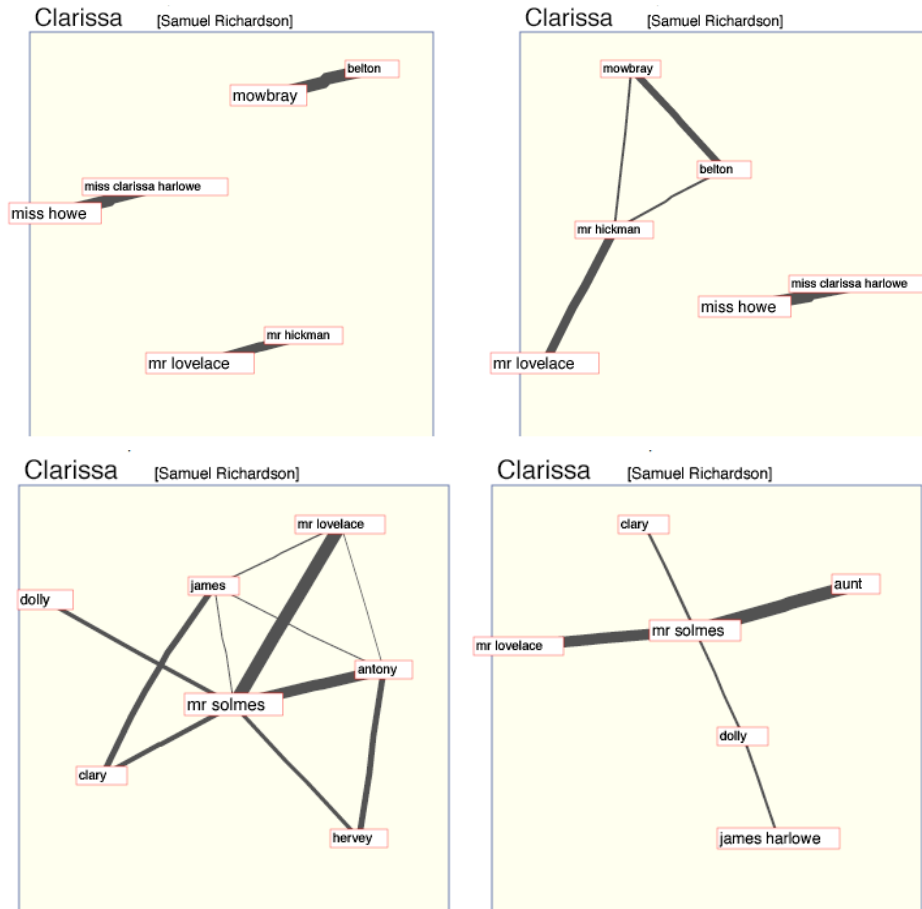 Clarissa [Samuel Richardson]
belton
mowbray
miss clarissa harlowe
miss howe
mr hickman
mr lovelace
Clarissa [Samuel Richardson]
mowbray
belton
mr hickman
miss clarissa harlowe
miss howe
mr lovelace
Clarissa [Samuel Richardson]
mr lovelace
james
dolly
antony
mr solmes
clary
hervey
Clarissa [Samuel Richardson]
clary
aunt
mr solmes
mr lovelace
dolly
james harlowe